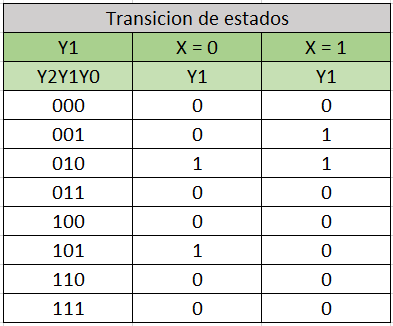 Transicion de estados
Y1 X = 0 X = 1
Y2Y1Y0 Y1 Y1
000 0 0
001 0 1
010 1 1
011 0 0
100 0 0
101 1 0
110 0 0
111 0 0